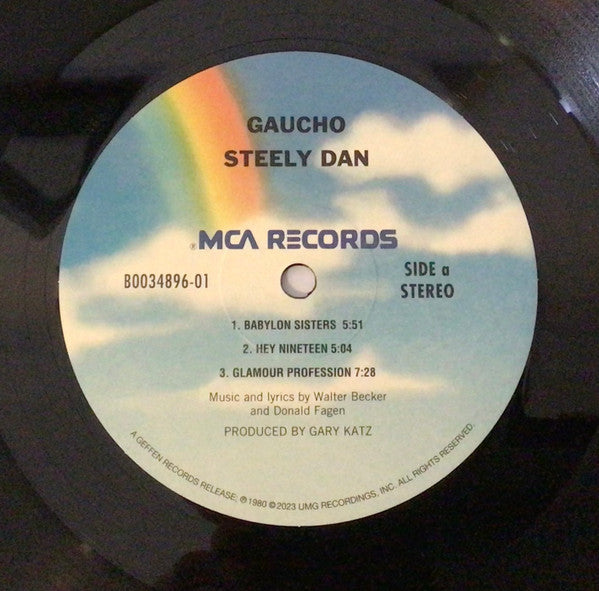 GAUCHO
STEELY DAN
®MCA RECORDS
B0034896-01
SIDE a
STEREO
1. BABYLON SISTERS 5:51
2. HEY NINETEEN 5:04
3. GLAMOUR PROFESSION 7:28
Music and lyrics by Walter Becker
and Donald Fagen
PRODUCED BY GARY KATZ
A GEFFEN RECORDS RELEASE; ℗ 1980 © 2023 UMG RECORDINGS, INC. ALL RIGHTS RESERVED.